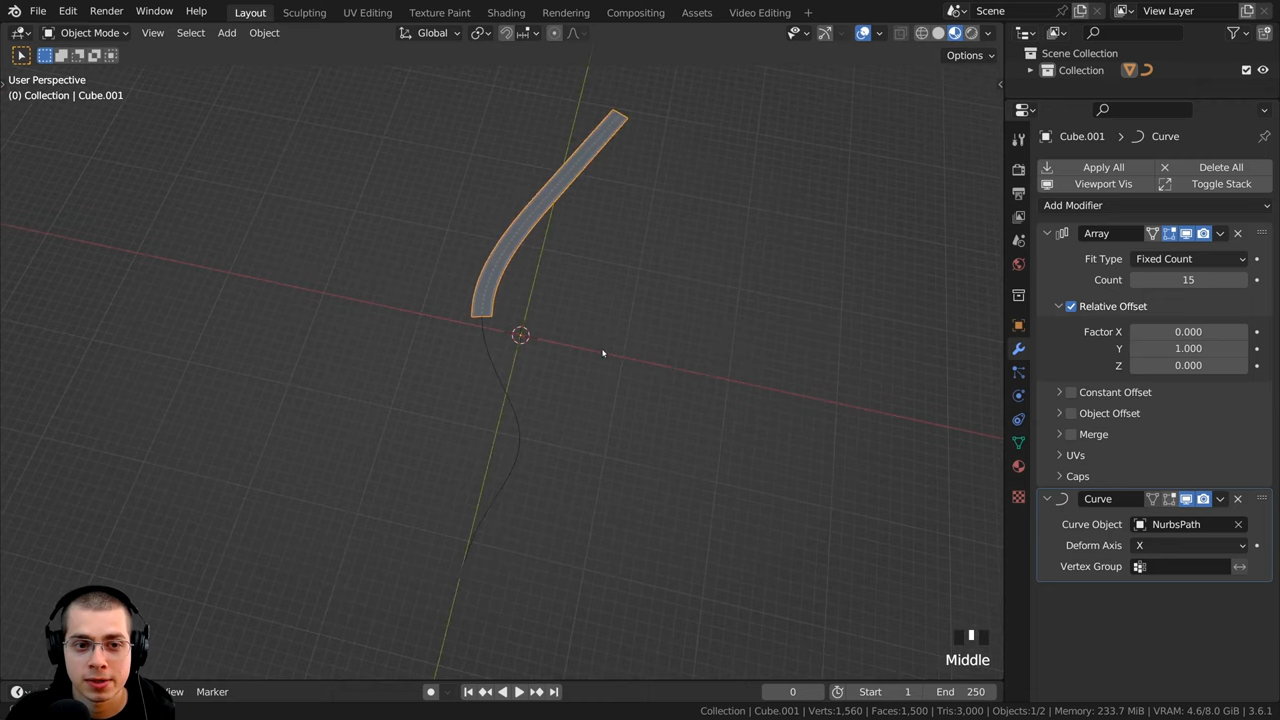 File Edit Render Window Help Layout Sculpting UV Editing Texture Paint Shading Rendering Compositing Assets Video Editing + Scene View Layer
Object Mode View Select Add Object Global
Options
User Perspective
(0) Collection | Cube.001
Scene Collection
Collection
Cube.001 > Curve
Apply All Delete All
Viewport Vis Toggle Stack
Add Modifier
Array
Fit Type Fixed Count
Count 15
Relative Offset
Factor X 0.000
Y 1.000
Z 0.000
Constant Offset
Object Offset
Merge
UVs
Caps
Curve
Curve Object NurbsPath
Deform Axis X
Vertex Group
Middle
Marker 0 Start 1 End 250
Collection | Cube.001 | Verts:1,560 | Faces:1,500 | Tris:3,000 | Objects:1/2 | Memory: 233.7 MiB | VRAM: 4.6/8.0 GiB | 3.6.1